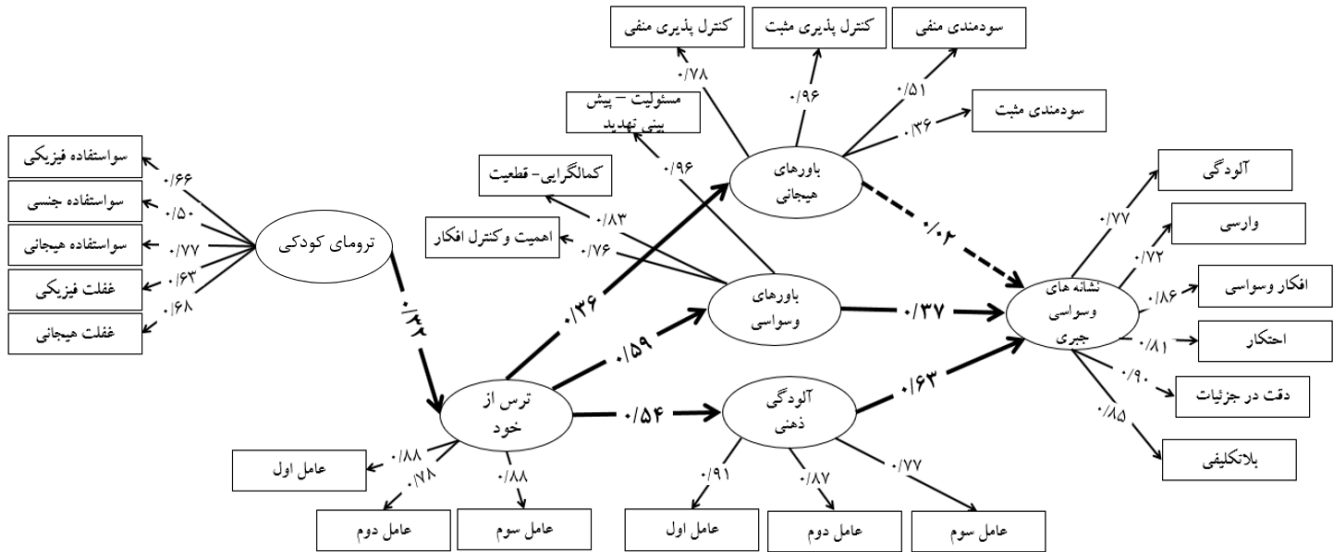 کنترل پذیری منفی
کنترل پذیری مثبت
سودمندی منفی
سودمندی مثبت
۰/۷۸
۰/۹۶
۰/۵۱
۰/۳۶
باورهای
هیجانی
مسئولیت – پیش
بینی تهدید
کمالگرایی- قطعیت
اهمیت وکنترل افکار
۰/۹۶
۰/۸۳
۰/۷۶
باورهای
وسواسی
سواستفاده فیزیکی
سواستفاده جنسی
سواستفاده هیجانی
غفلت فیزیکی
غفلت هیجانی
۰/۶۶
۰/۵۰
۰/۷۷
۰/۶۳
۰/۶۸
ترومای کودکی
ترس از
خود
۰/۳۶
۰/۵۹
۰/۵۴
۰/۸۸
۰/۷۸
۰/۸۸
عامل اول
عامل دوم
عامل سوم
آلودگی
ذهنی
۰/۹۱
۰/۸۷
۰/۷۷
عامل اول
عامل دوم
عامل سوم
۰/۰۲
۰/۳۷
۰/۶۳
نشانه های
وسواسی
جبری
۰/۷۷
۰/۷۲
۰/۸۶
۰/۸۱
۰/۹۰
۰/۸۵
آلودگی
وارسی
افکار وسواسی
احتکار
دقت در جزئیات
بلاتکلیفی